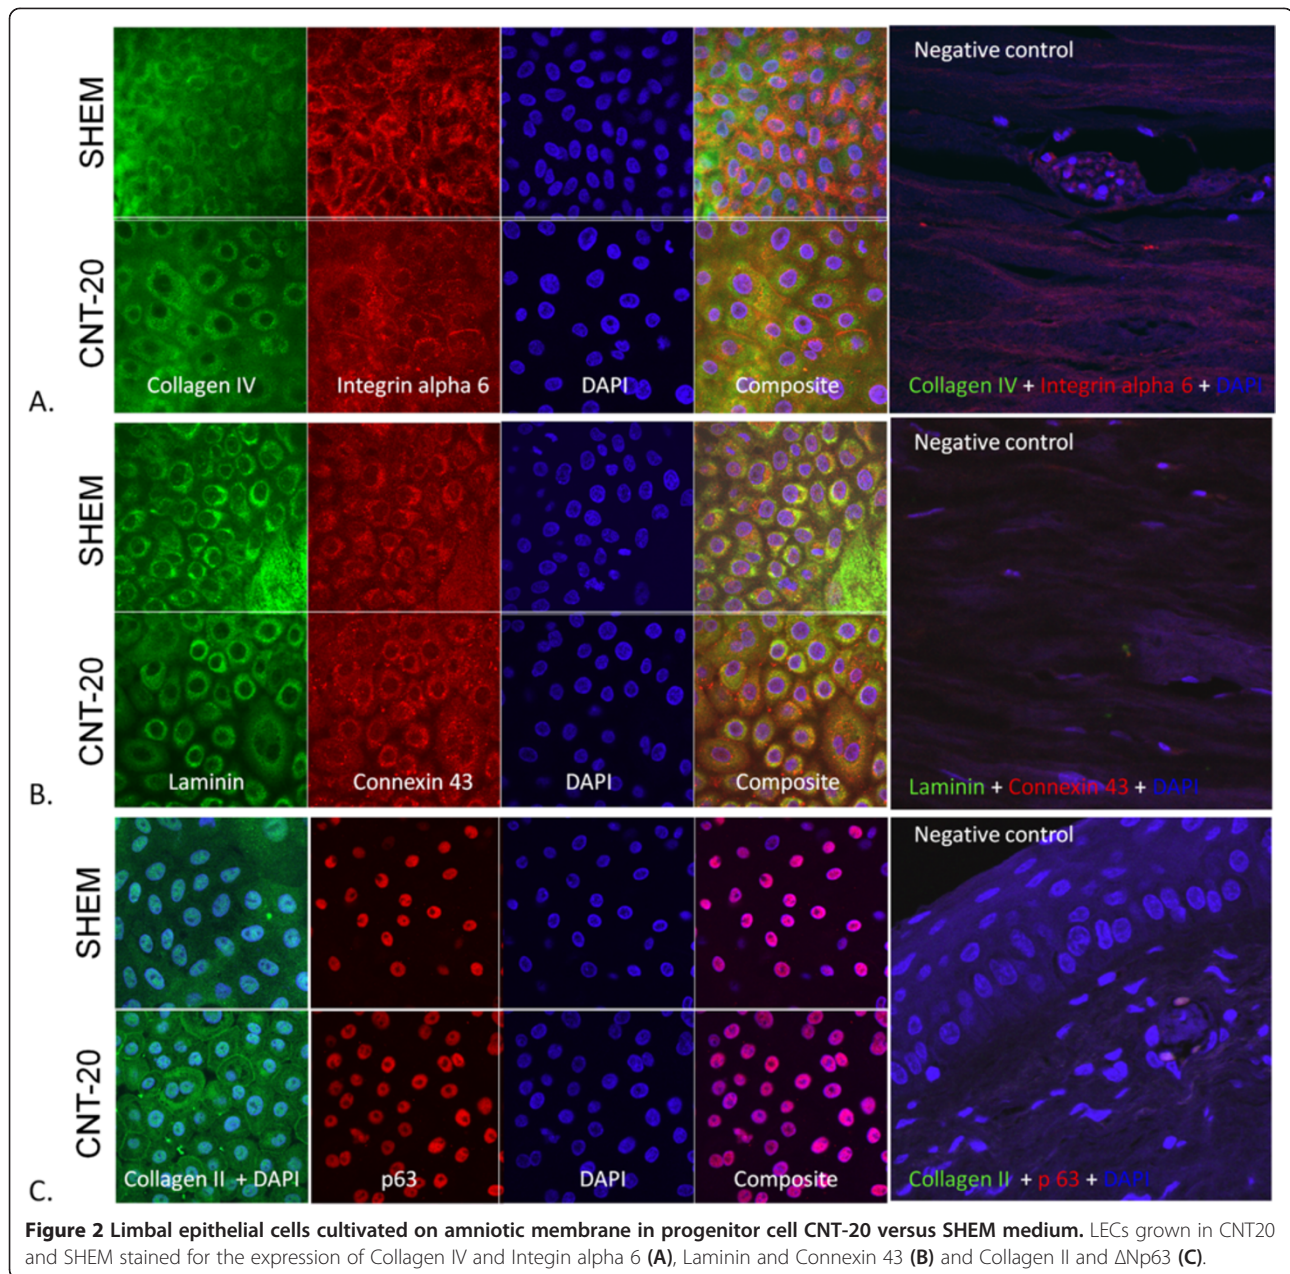 SHEM
Negative control
CNT-20
Collagen IV
Integrin alpha 6
DAPI
Composite
Collagen IV + Integrin alpha 6 + DAPI
A.
SHEM
Negative control
CNT-20
Laminin
Connexin 43
DAPI
Composite
Laminin + Connexin 43 + DAPI
B.
SHEM
Negative control
CNT-20
Collagen II + DAPI
p63
DAPI
Composite
Collagen II + p 63 + DAPI
C.
Figure 2 Limbal epithelial cells cultivated on amniotic membrane in progenitor cell CNT-20 versus SHEM medium. LECs grown in CNT20
and SHEM stained for the expression of Collagen IV and Integin alpha 6 (A), Laminin and Connexin 43 (B) and Collagen II and ΔNp63 (C).